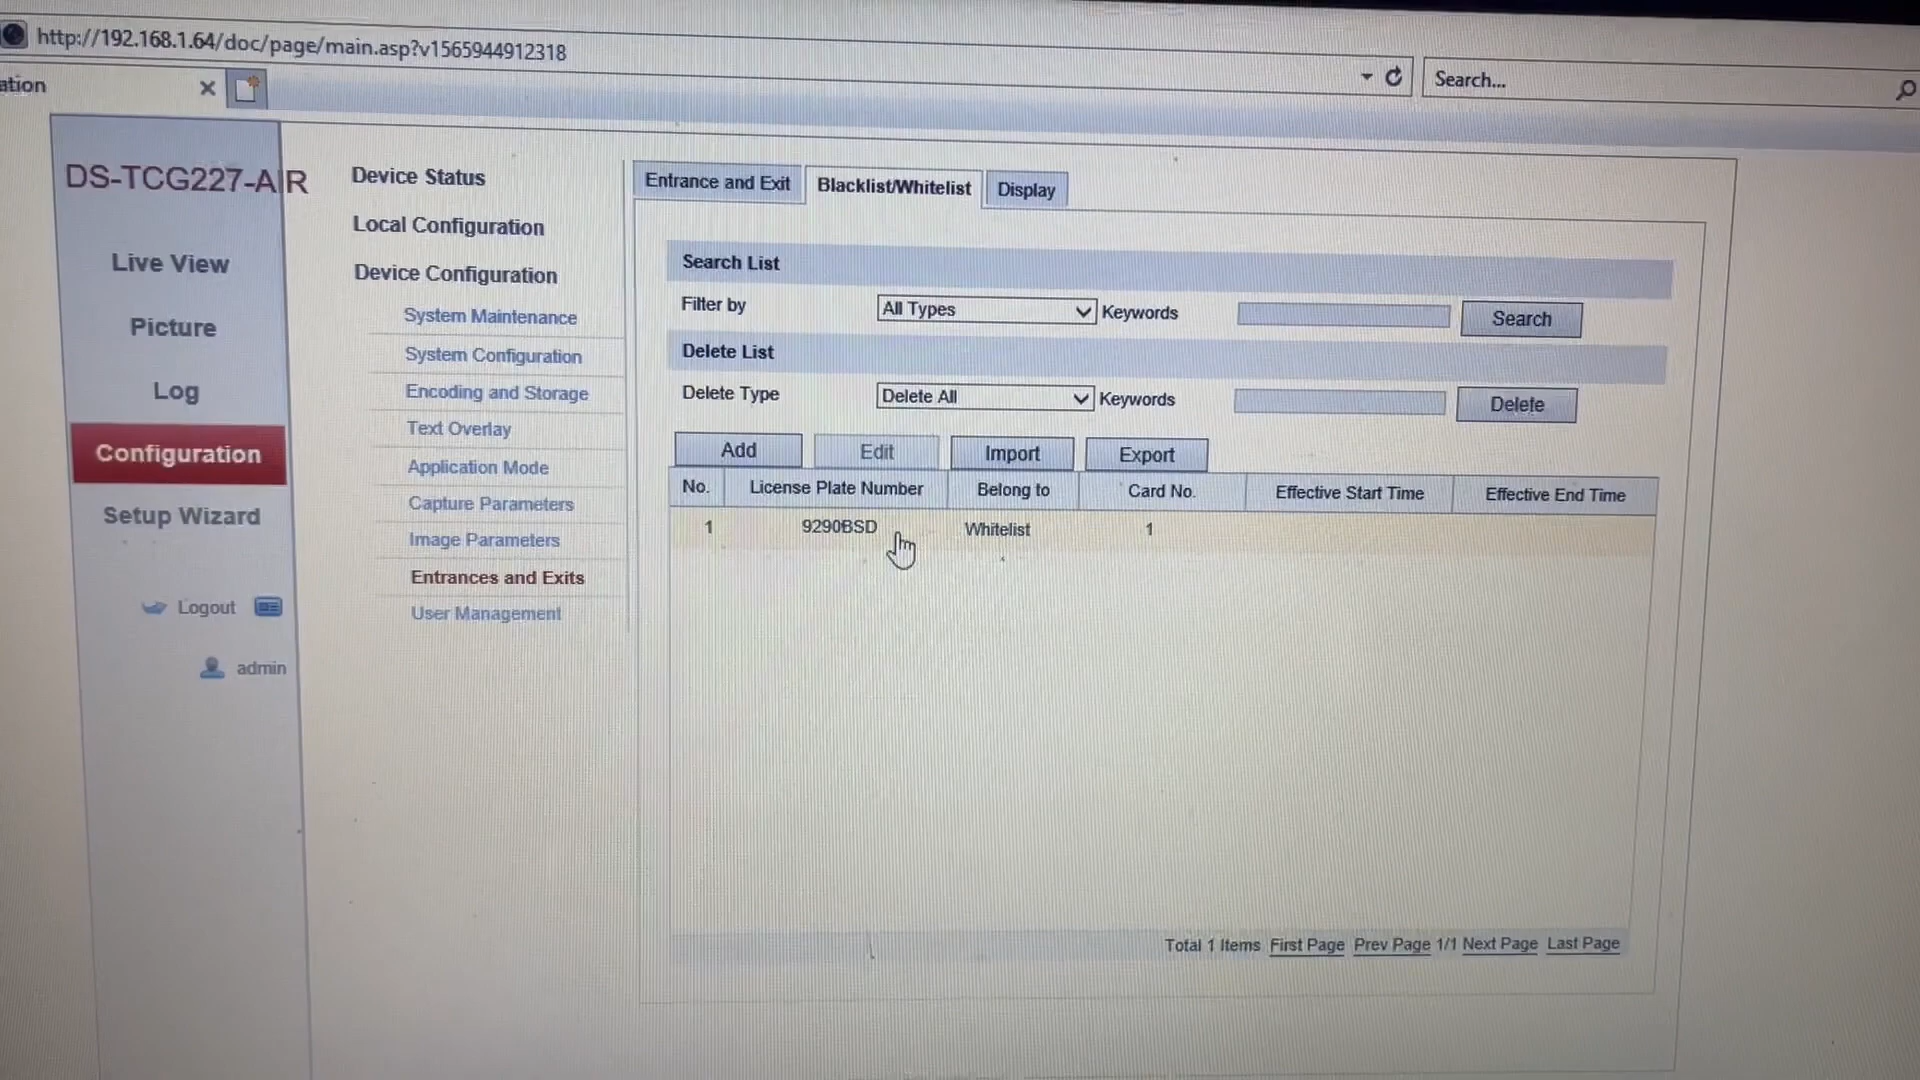 http://192.168.1.64/doc/page/main.asp?v1565944912318
Search...
ation
DS-TCG227-AIR
Live View
Picture
Log
Configuration
Setup Wizard
Logout
admin
Device Status
Local Configuration
Device Configuration
System Maintenance
System Configuration
Encoding and Storage
Text Overlay
Application Mode
Capture Parameters
Image Parameters
Entrances and Exits
User Management
Entrance and Exit Blacklist/Whitelist Display
Search List
Filter by All Types Keywords Search
Delete List
Delete Type Delete All Keywords Delete
Add Edit Import Export
No. License Plate Number Belong to Card No. Effective Start Time Effective End Time
1 9290BSD Whitelist 1
Total 1 Items First Page Prev Page 1/1 Next Page Last Page